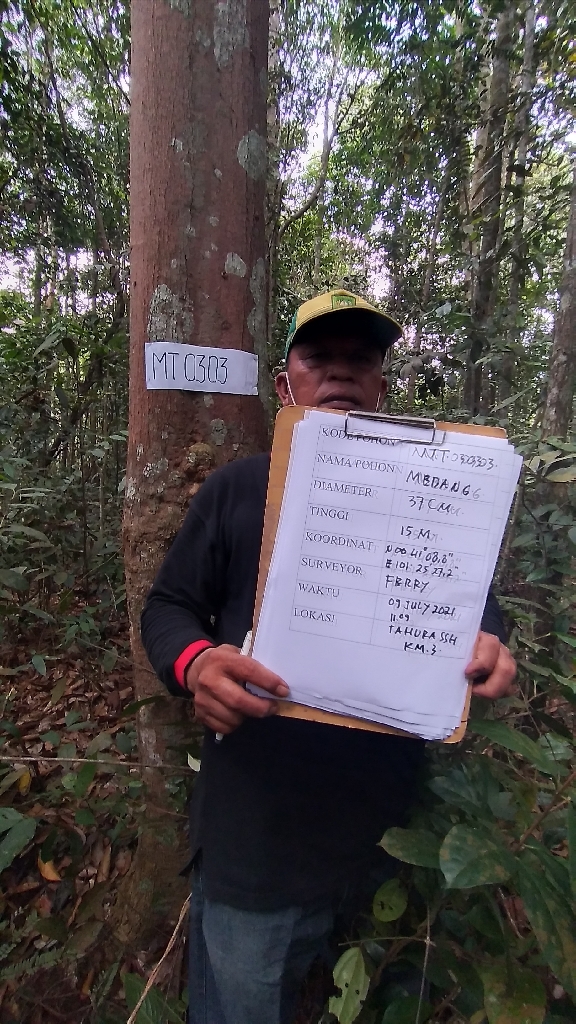 MT 0303
KODE POHON M.T.0303
NAMA POHON MEDANG
DIAMETER 37 CM
TINGGI 15 M
KOORDINAT N 00 41' 08,8"
E 101 25' 27,2"
SURVEYOR FERRY
WAKTU 09 JULY 2021
11.09
LOKASI TAHURA SSH
KM.3